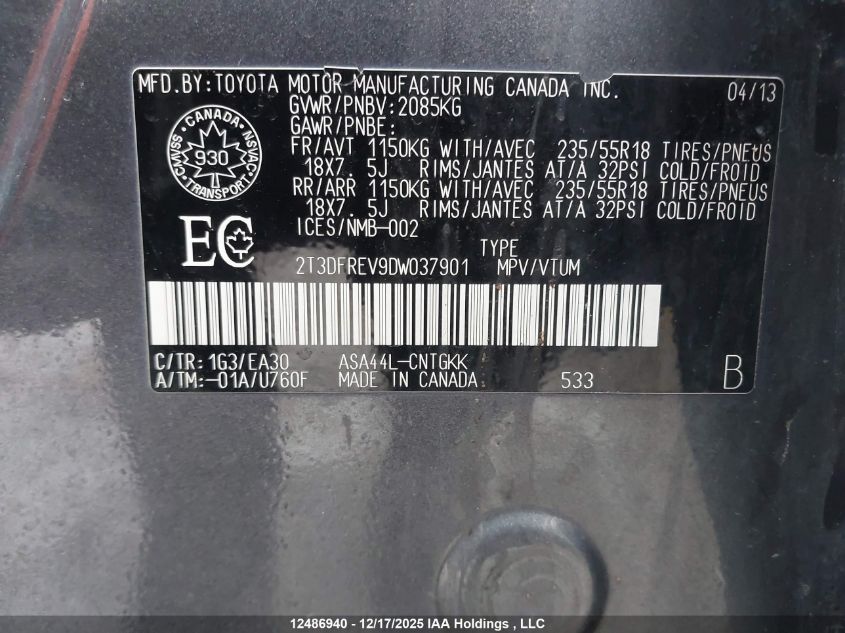 MFD.BY:TOYOTA MOTOR MANUFACTURING CANADA INC. 04/13
GVWR/PNBV:2085KG
GAWR/PNBE:
FR/AVT 1150KG WITH/AVEC 235/55R18 TIRES/PNEUS
18X7.5J RIMS/JANTES AT/A 32PSI COLD/FROID
RR/ARR 1150KG WITH/AVEC 235/55R18 TIRES/PNEUS
18X7.5J RIMS/JANTES AT/A 32PSI COLD/FROID
ICES/NMB-002
CANADA
CMVSS
NSVAC
930
TRANSPORT
EC
TYPE
2T3DFREV9DW037901 MPV/VTUM
C/TR:1G3/EA30 ASA44L-CNTGKK
A/TM:-01A/U760F MADE IN CANADA 533 B
12486940 - 12/17/2025 IAA Holdings , LLC